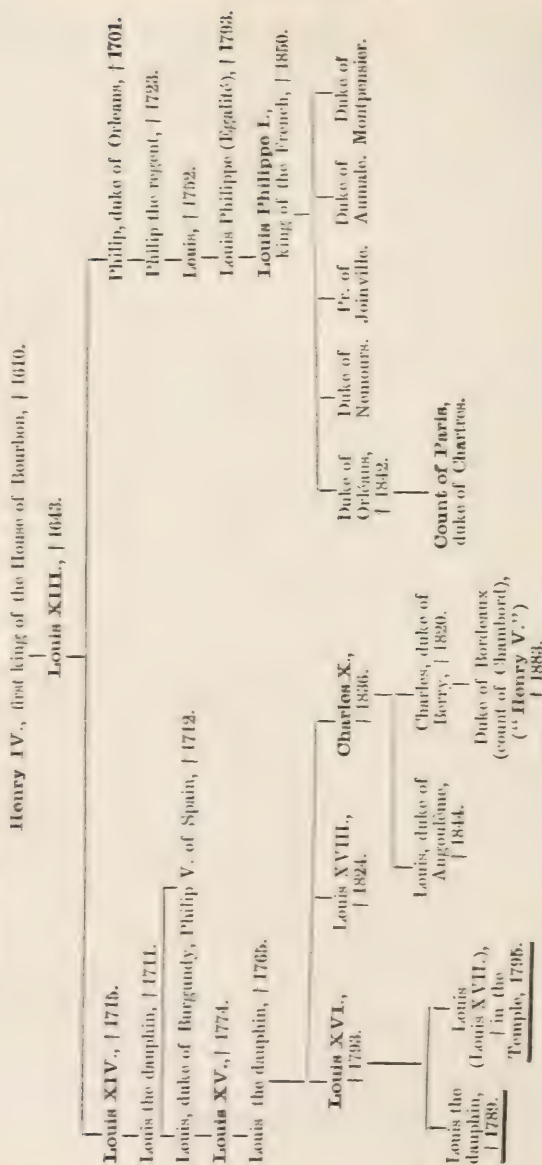 Henry IV., first king of the House of Bourbon, † 1610.
Louis XIII., † 1643.
Louis XIV., † 1715.
Louis the dauphin, † 1711.
Louis, duke of Burgundy, Philip V. of Spain, † 1712.
Louis XV., † 1774.
Louis the dauphin, † 1765.
Louis XVI.,
† 1793.
Louis the
dauphin,
† 1789.
Louis
(Louis XVII.),
† in the
Temple, 1795.
Louis XVIII.,
† 1824.
Charles X.,
† 1836.
Louis, duke of
Angoulême,
† 1844.
Charles, duke of
Berry, † 1820.
Duke of Bordeaux
(count of Chambord),
("Henry V.")
† 1883.
Philip, duke of Orleans, † 1701.
Philip the regent, † 1723.
Louis, † 1752.
Louis Philippe (Egalité), † 1793.
Louis Philippe I.,
king of the French, † 1850.
Duke of
Orléans,
† 1842.
Count of Paris,
duke of Chartres.
Duke of
Nemours.
Pr. of
Joinville.
Duke of
Aumale.
Duke of
Montpensier.